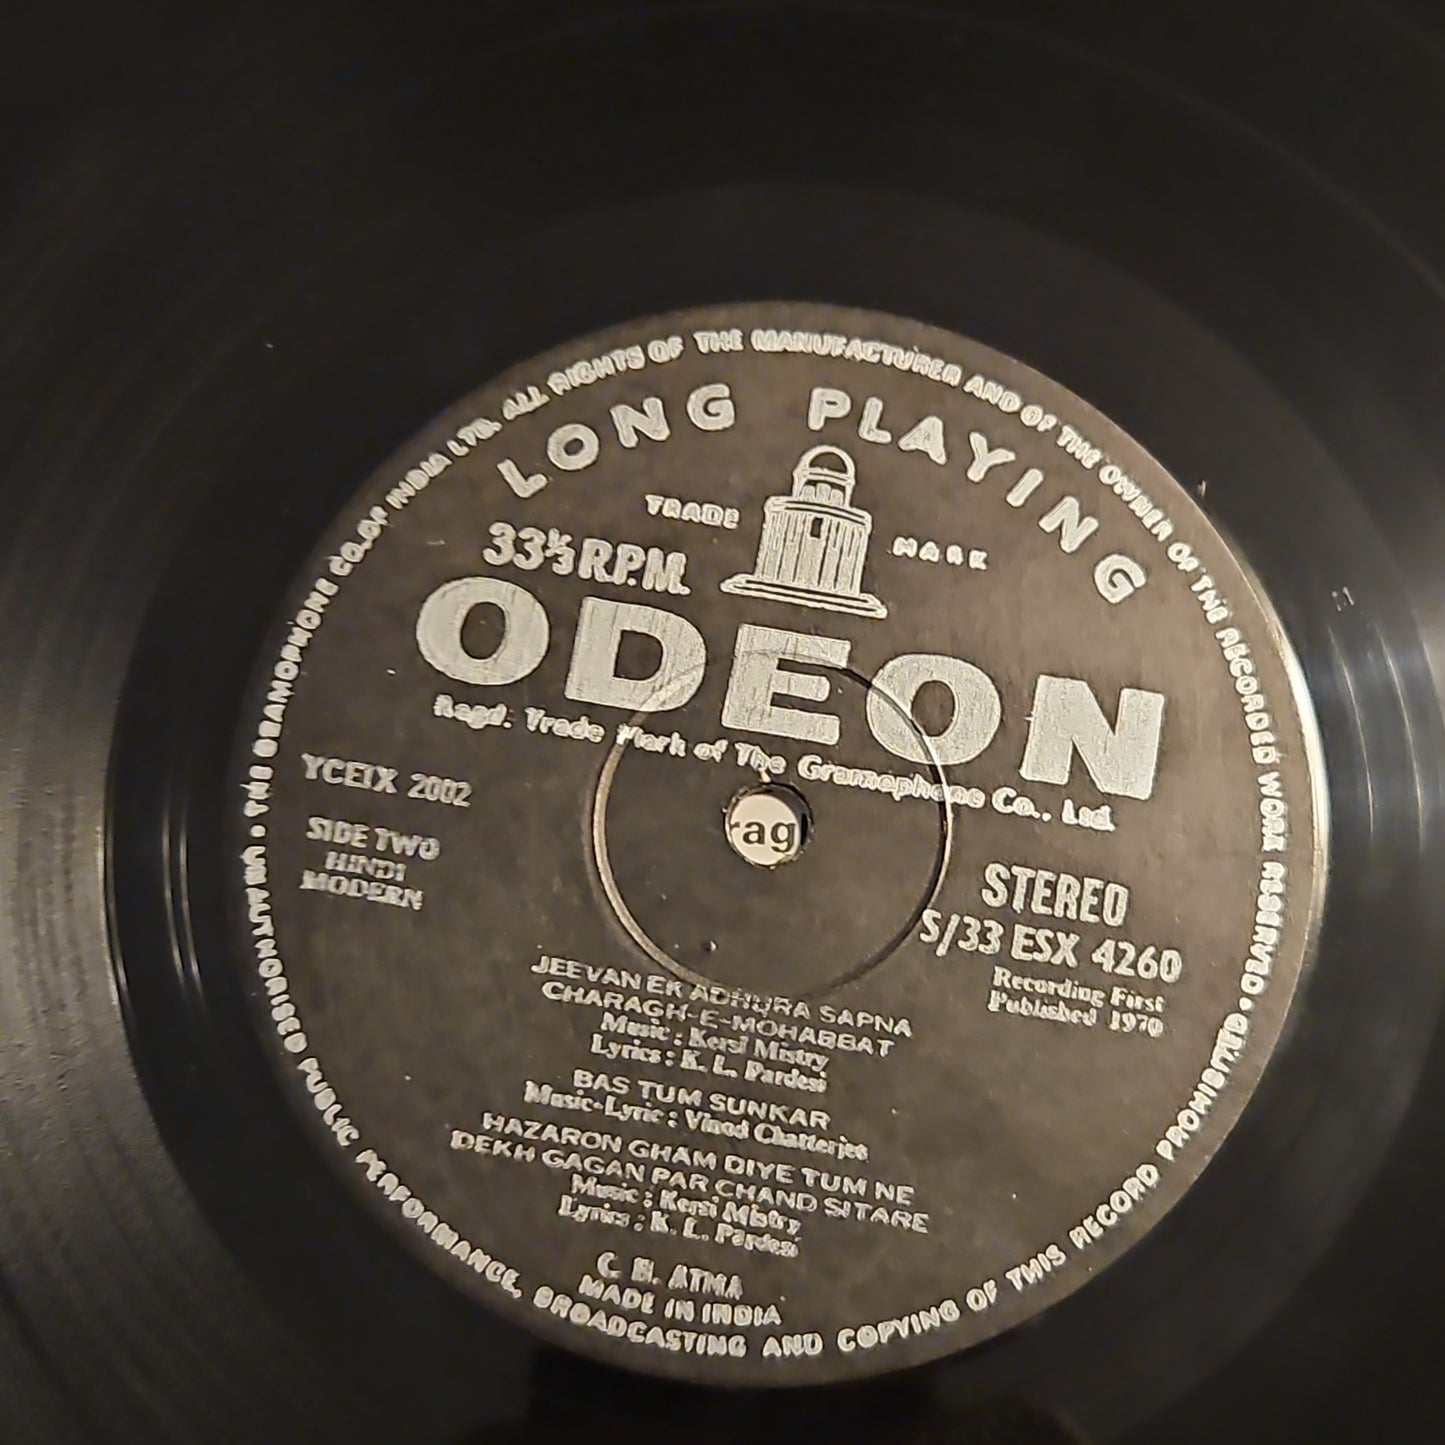 THE GRAMOPHONE CO. OF INDIA LTD. ALL RIGHTS OF THE MANUFACTURER AND OF THE OWNER OF THE RECORDED WORK RESERVED • UNAUTHORISED PUBLIC PERFORMANCE, BROADCASTING AND COPYING OF THIS RECORD PROHIBITED •
LONG PLAYING
TRADE MARK
33⅓ R.P.M.
ODEON
Regd. Trade Mark of The Gramophone Co., Ltd.
YCEIX 2002
SIDE TWO
HINDI
MODERN
rag
STEREO
S/33 ESX 4260
Recording First
Published 1970
JEEVAN EK ADHURA SAPNA
CHARAGH-E-MOHABBAT
Music : Kersi Mistry
Lyrics : K. L. Pardesi
BAS TUM SUNKAR
Music-Lyric : Vinod Chatterjee
HAZARON GHAM DIYE TUM NE
DEKH GAGAN PAR CHAND SITARE
Music : Kersi Mistry
Lyrics : K. L. Pardesi
C. H. ATMA
MADE IN INDIA